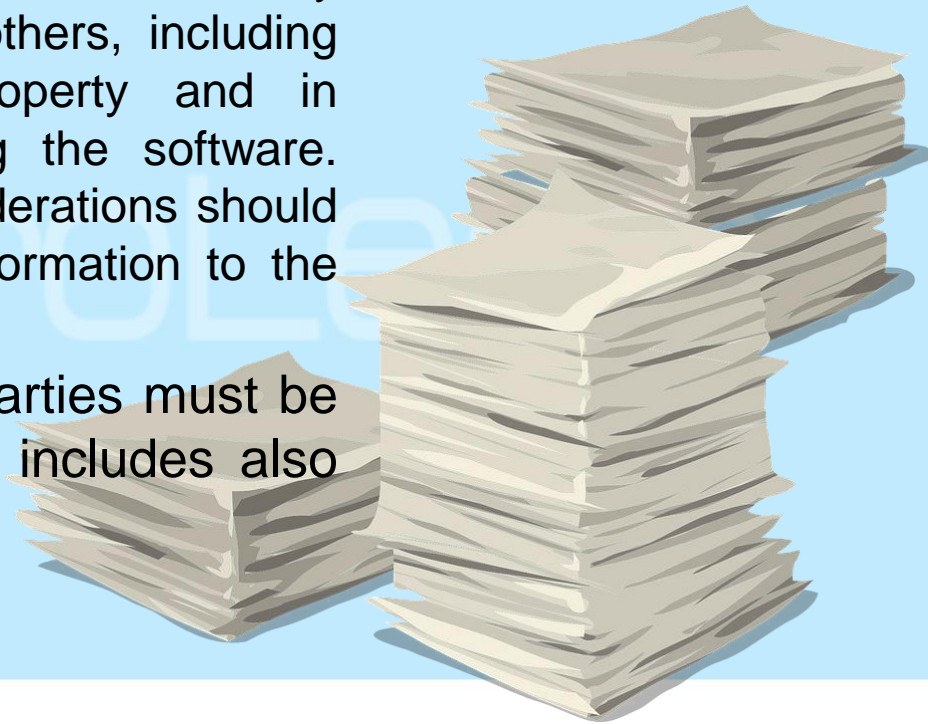 others, including
operty and in
g the software.
derations should
ormation to the
arties must be
includes also